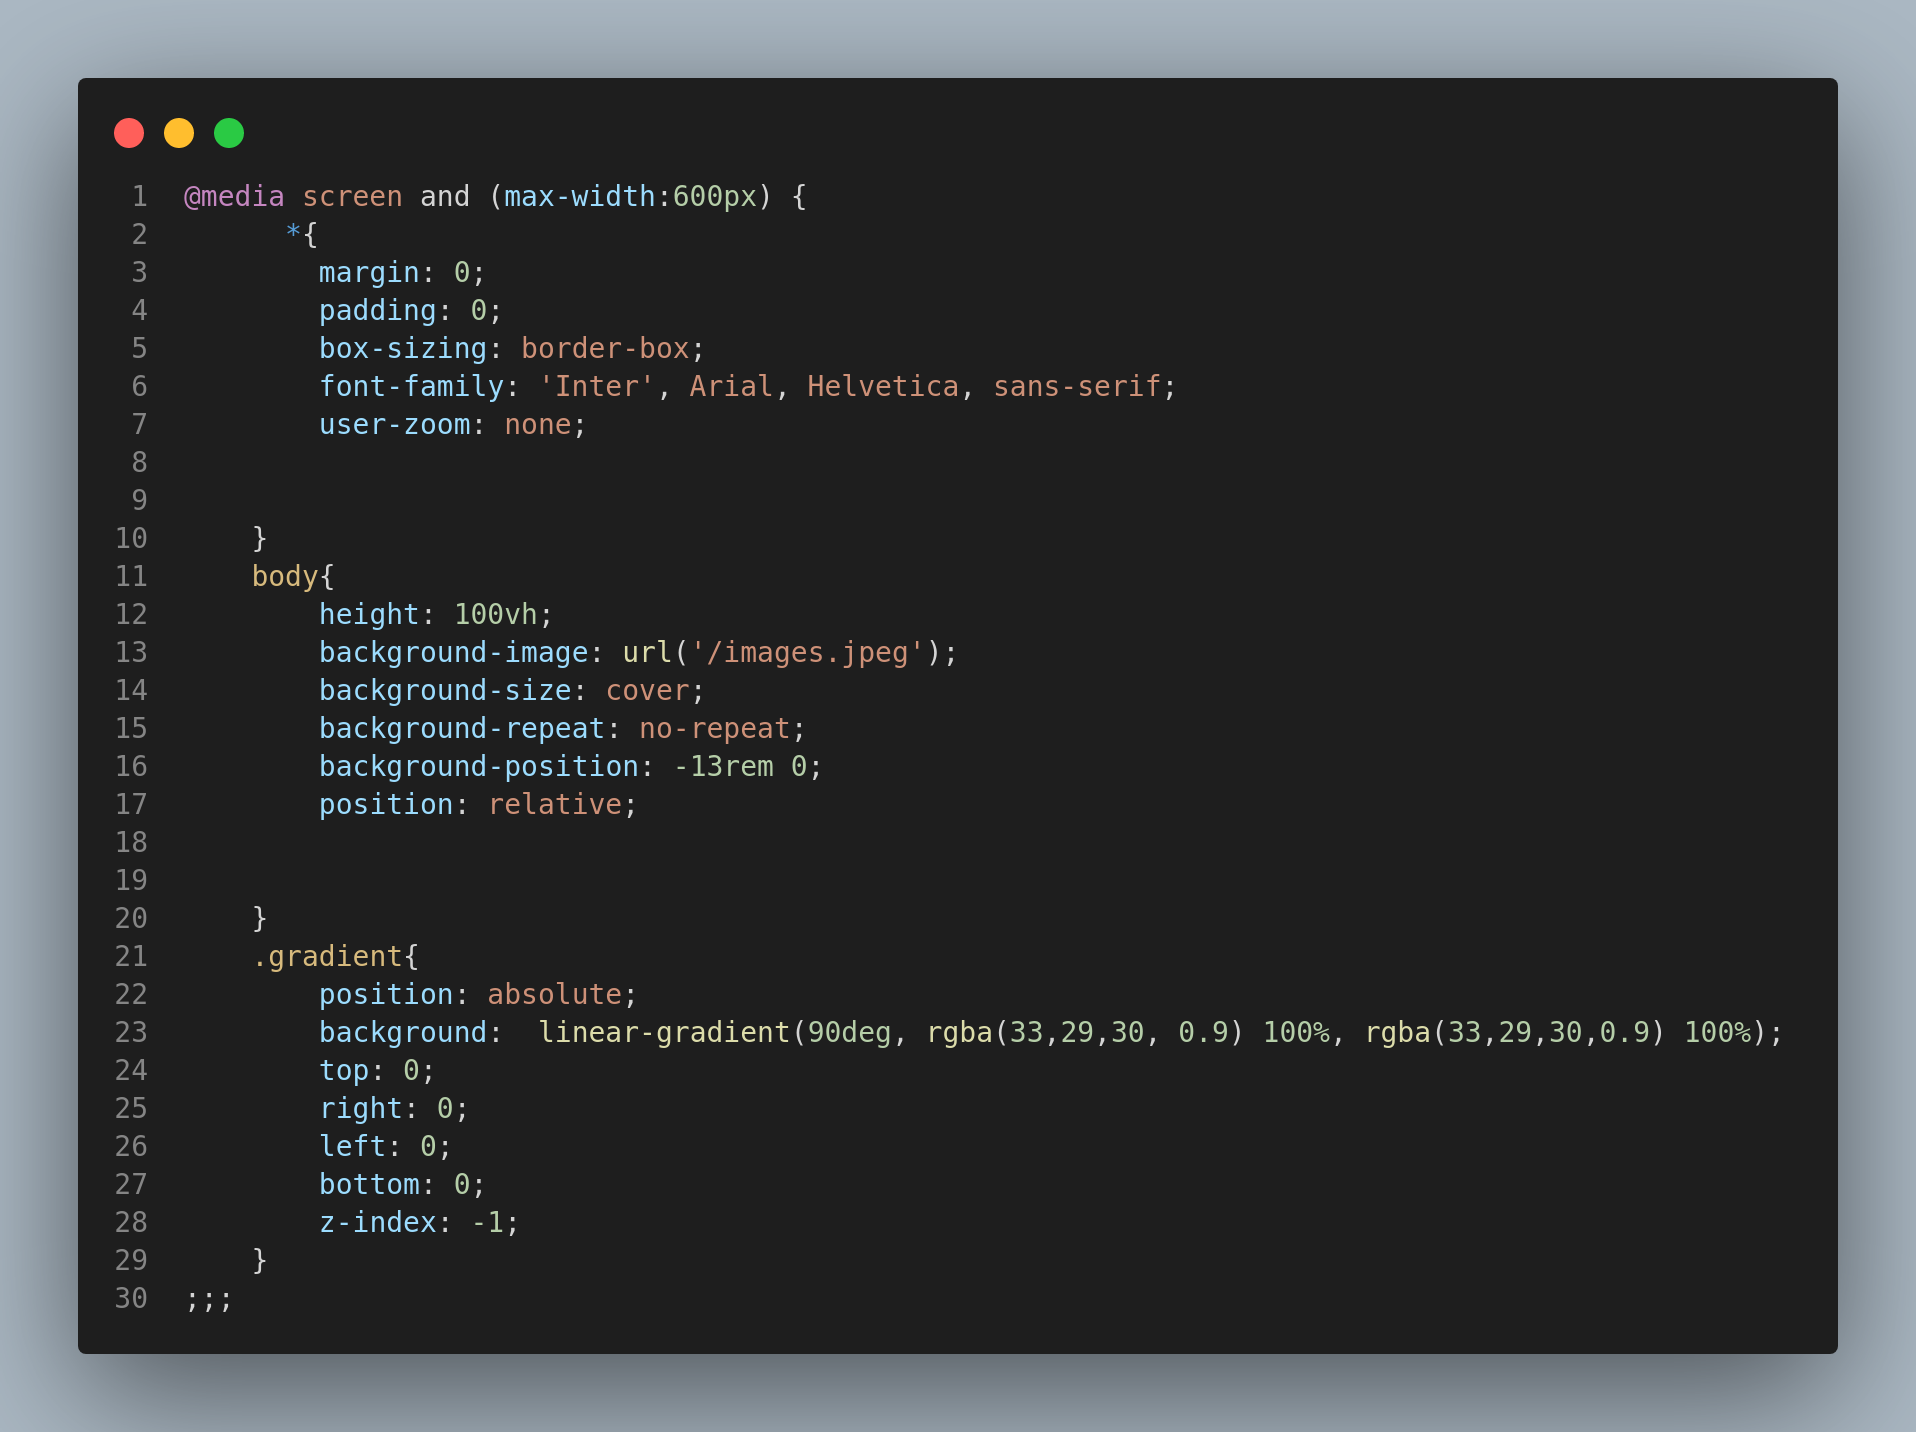 1 @media screen and (max-width:600px) {
2       *{
3         margin: 0;
4         padding: 0;
5         box-sizing: border-box;
6         font-family: 'Inter', Arial, Helvetica, sans-serif;
7         user-zoom: none;
8
9
10     }
11     body{
12         height: 100vh;
13         background-image: url('/images.jpeg');
14         background-size: cover;
15         background-repeat: no-repeat;
16         background-position: -13rem 0;
17         position: relative;
18
19
20     }
21     .gradient{
22         position: absolute;
23         background:  linear-gradient(90deg, rgba(33,29,30, 0.9) 100%, rgba(33,29,30,0.9) 100%);
24         top: 0;
25         right: 0;
26         left: 0;
27         bottom: 0;
28         z-index: -1;
29     }
30 ;;;